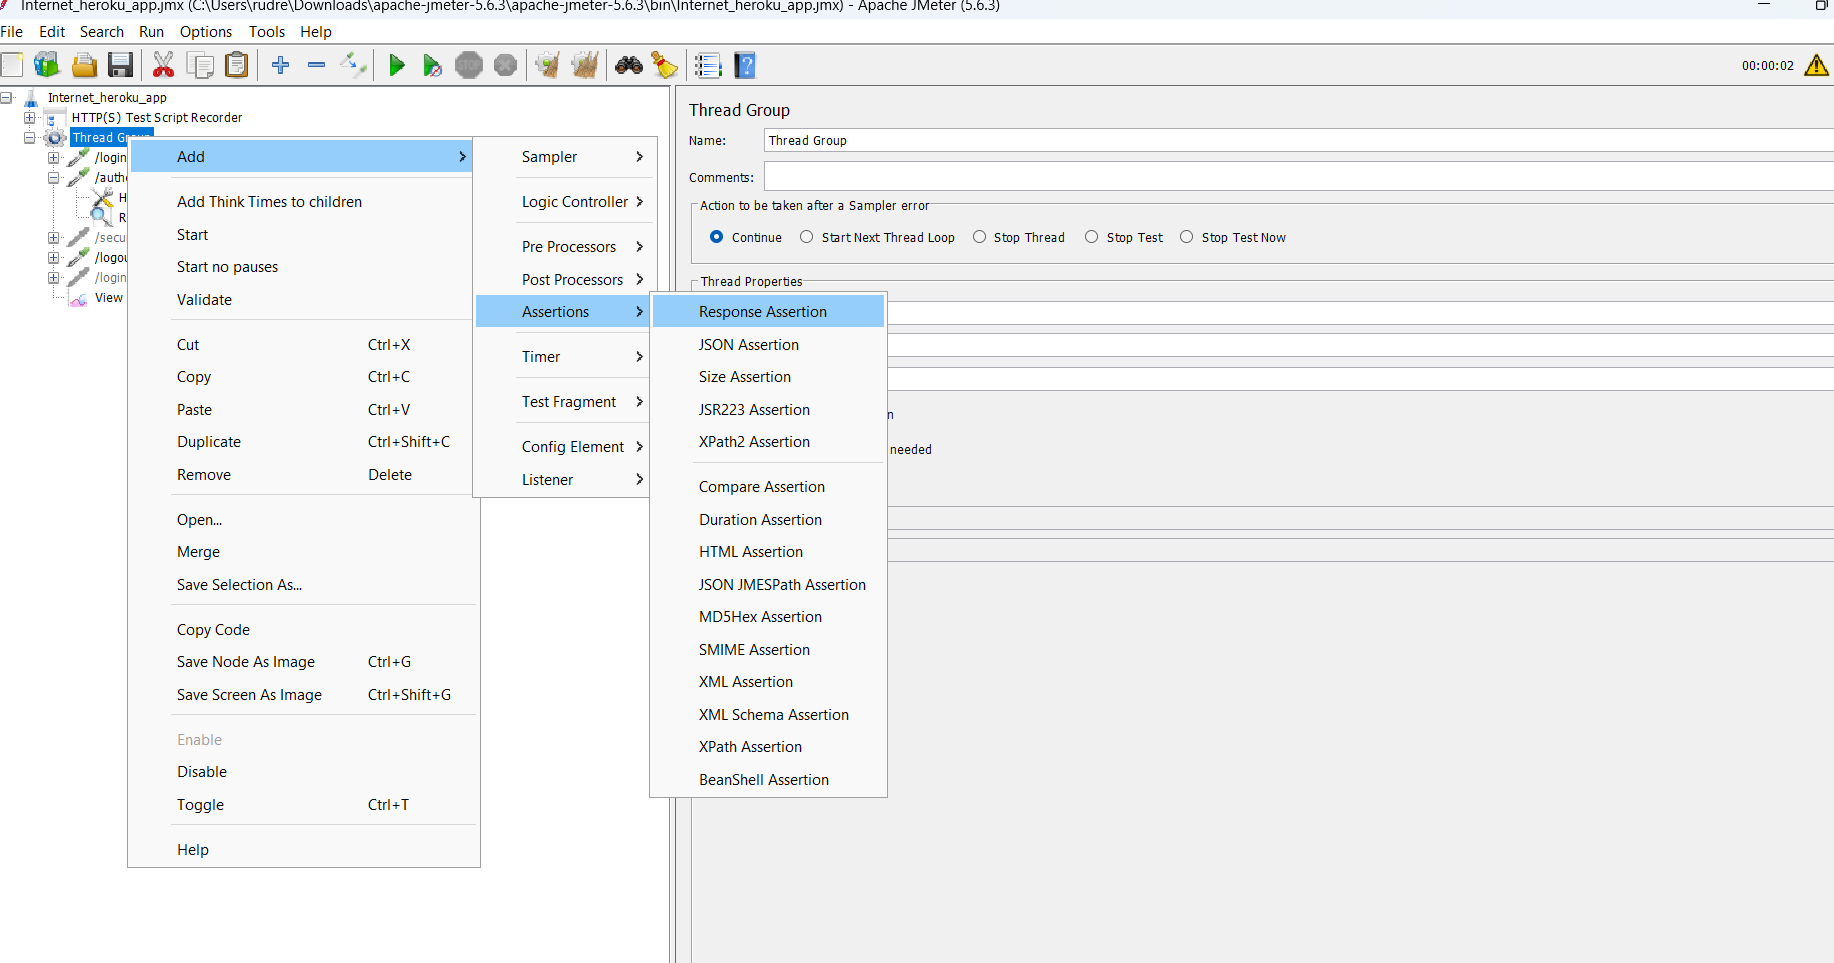 Internet_heroku_app.jmx (C:\Users\rudre\Downloads\apache-jmeter-5.6.3\apache-jmeter-5.6.3\bin\Internet_heroku_app.jmx) - Apache JMeter (5.6.3)
File Edit Search Run Options Tools Help
STOP
00:00:02
Internet_heroku_app
HTTP(S) Test Script Recorder
Thread Group
/login
/authe
H
R
/secu
/logou
/login
View
Add
Add Think Times to children
Start
Start no pauses
Validate
Cut Ctrl+X
Copy Ctrl+C
Paste Ctrl+V
Duplicate Ctrl+Shift+C
Remove Delete
Open...
Merge
Save Selection As...
Copy Code
Save Node As Image Ctrl+G
Save Screen As Image Ctrl+Shift+G
Enable
Disable
Toggle Ctrl+T
Help
Sampler
Logic Controller
Pre Processors
Post Processors
Assertions
Timer
Test Fragment
Config Element
Listener
Response Assertion
JSON Assertion
Size Assertion
JSR223 Assertion
XPath2 Assertion
Compare Assertion
Duration Assertion
HTML Assertion
JSON JMESPath Assertion
MD5Hex Assertion
SMIME Assertion
XML Assertion
XML Schema Assertion
XPath Assertion
BeanShell Assertion
Thread Group
Name: Thread Group
Comments:
Action to be taken after a Sampler error
Continue Start Next Thread Loop Stop Thread Stop Test Stop Test Now
Thread Properties
n
needed